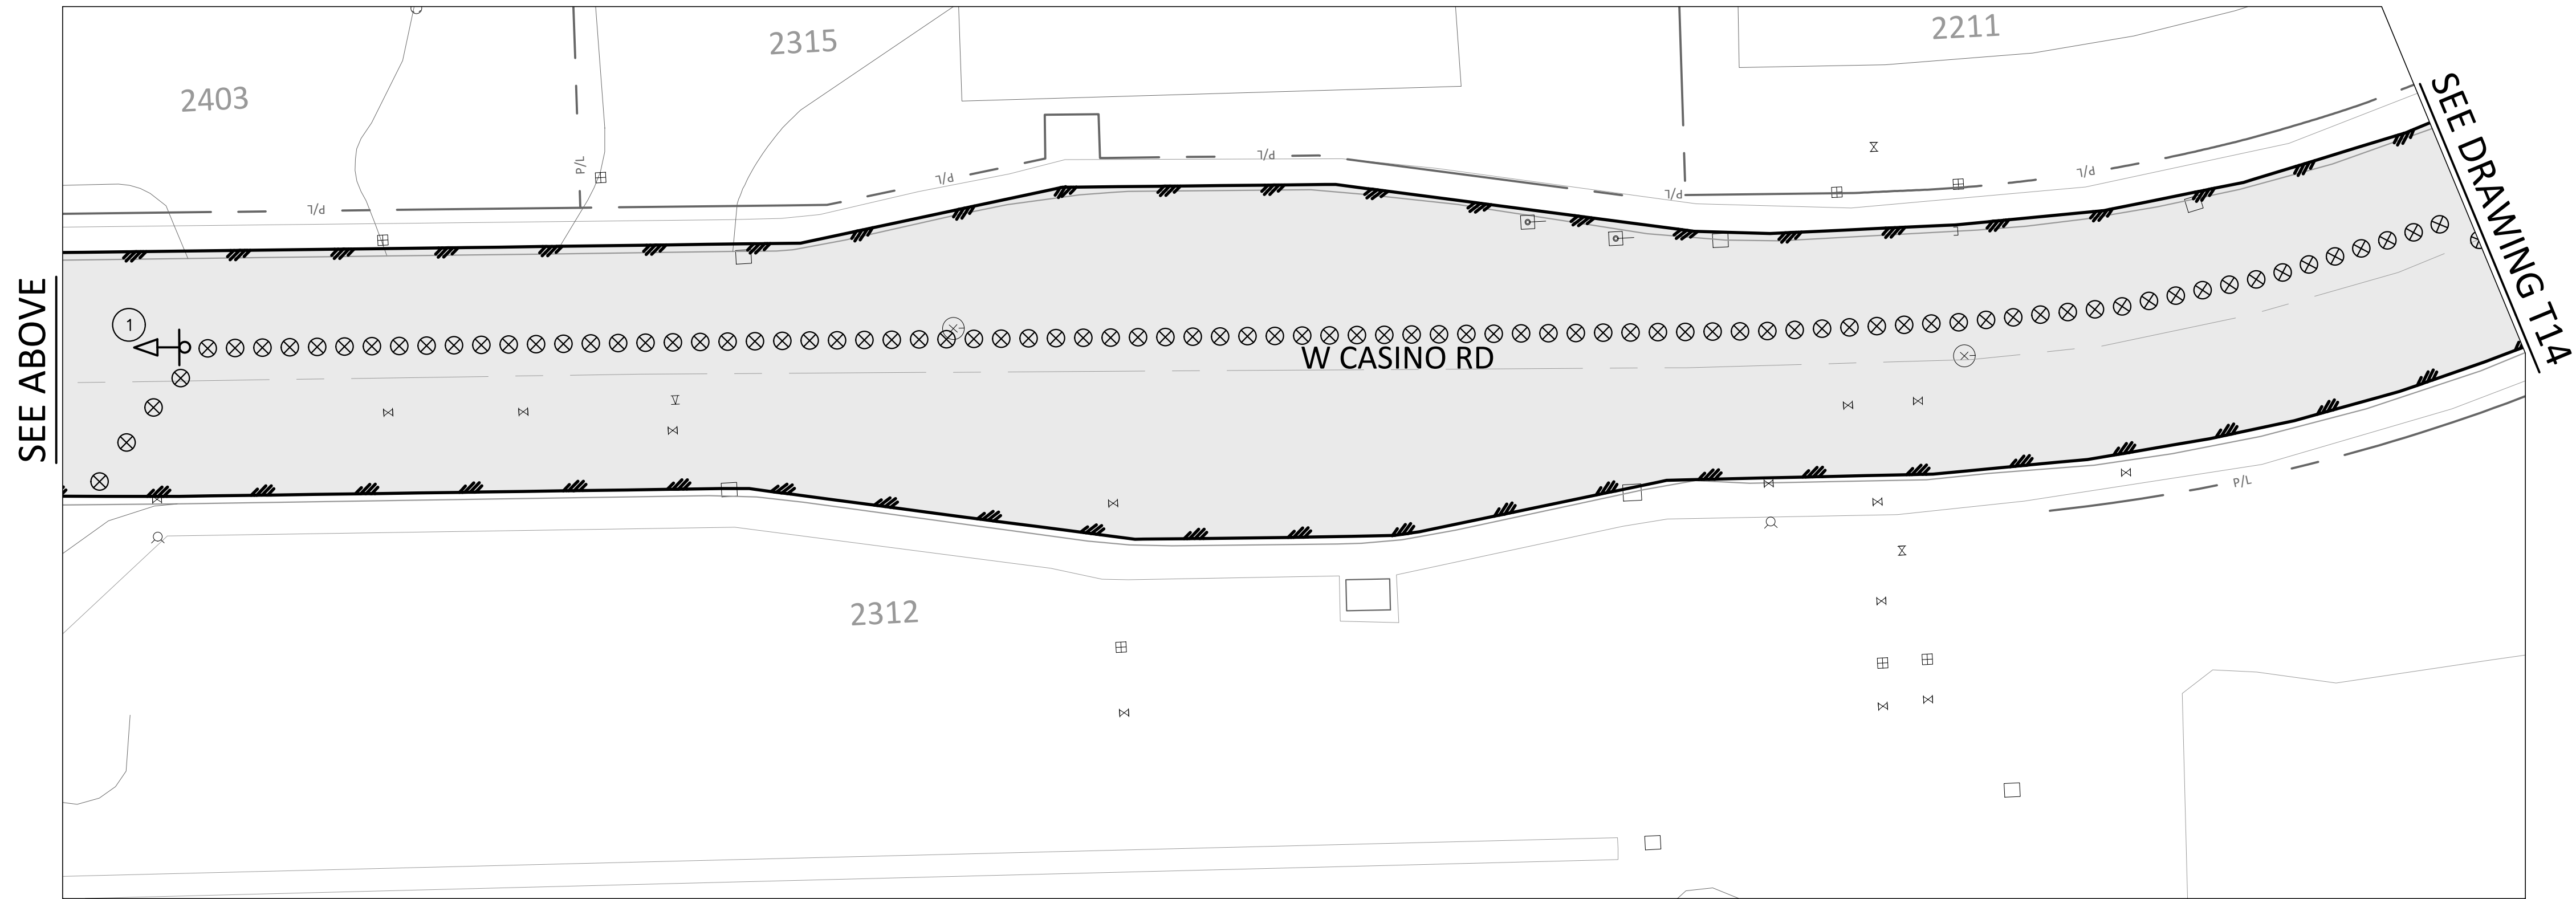 2315
2211
2403
SEE DRAWING T14
P/L
P/L
P/L
P/L
P/L
P/L
SEE ABOVE
1
W CASINO RD
P/L
2312